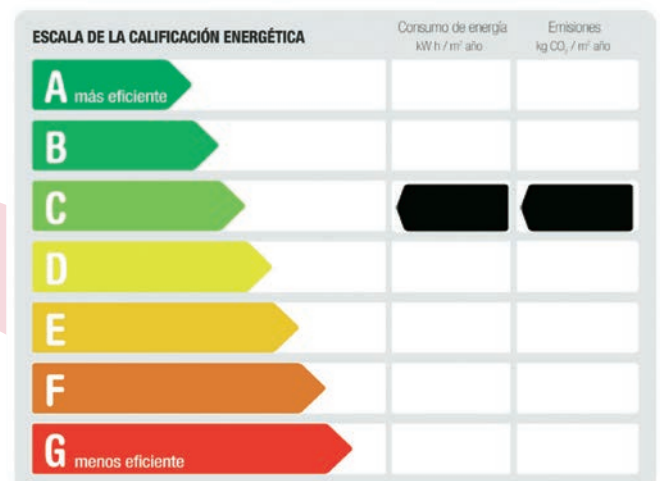 ESCALA DE LA CALIFICACIÓN ENERGÉTICA
Consumo de energía
kW h / m² año
Emisiones
kg CO₂ / m² año
A más eficiente
B
C
D
E
F
G menos eficiente